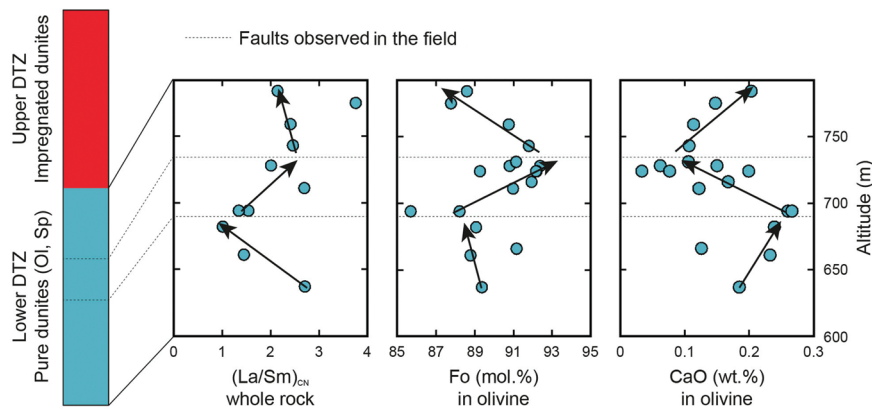 Upper DTZ
Impregnated dunites
Lower DTZ
Pure dunites (Ol, Sp)
Faults observed in the field
0 1 2 3 4
(La/Sm)CN
whole rock
85 87 89 91 93 95
Fo (mol.%)
in olivine
0 0.1 0.2 0.3
CaO (wt.%)
in olivine
750
700
650
600
Altitude (m)